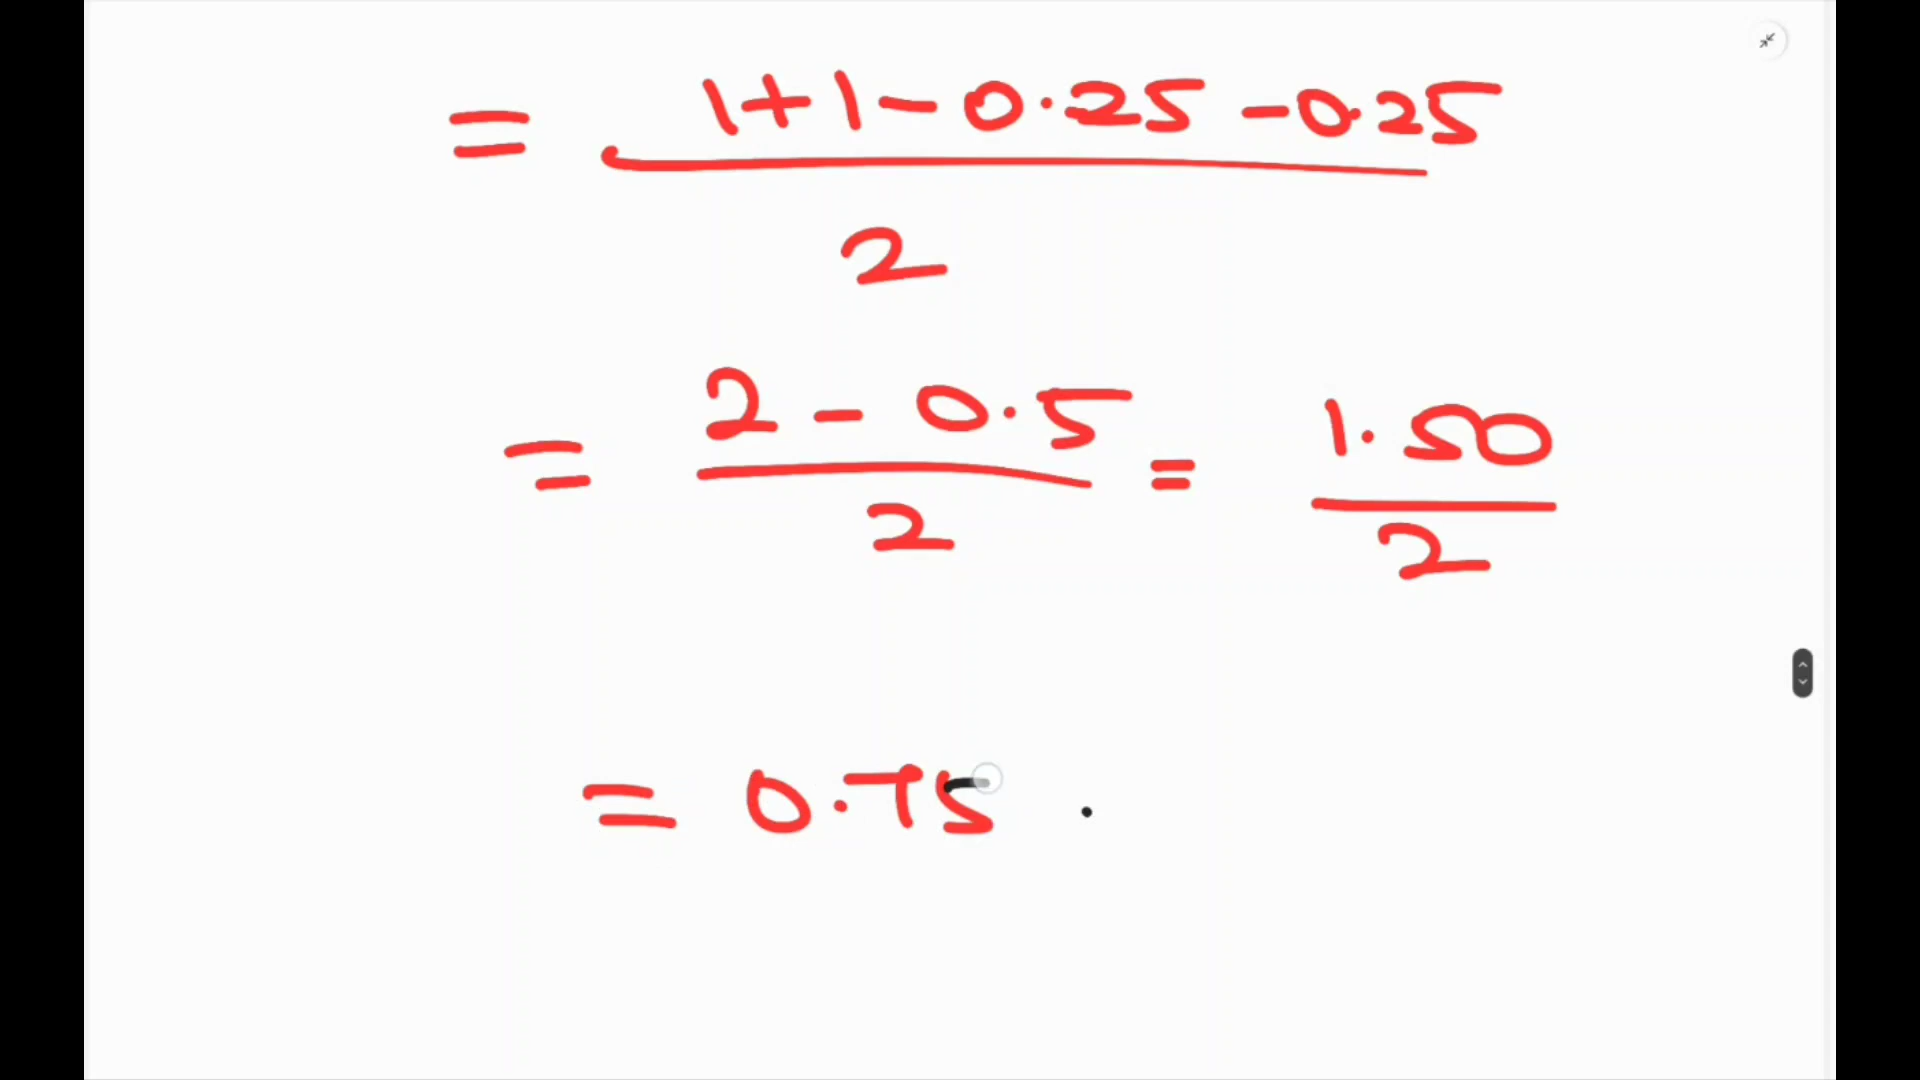 = 1+1-0.25-0.25
2
= 2-0.5 = 1.50
2 2
= 0.75 .